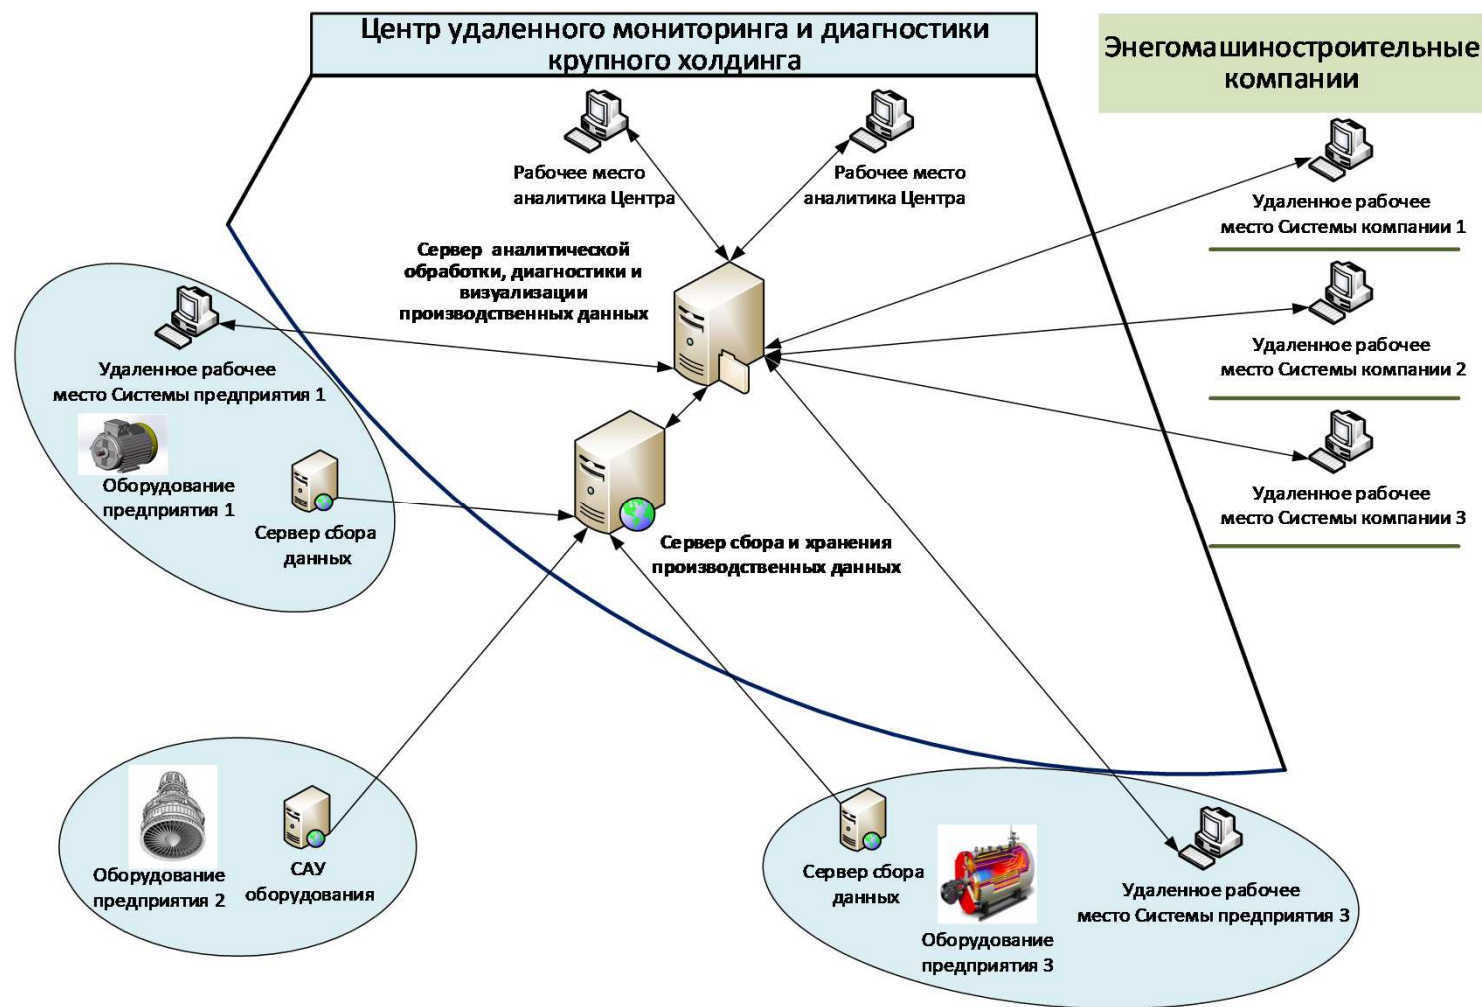 Центр удаленного мониторинга и диагностики
крупного холдинга
Энегомашиностроительные
компании
Рабочее место
аналитика Центра
Рабочее место
аналитика Центра
Удаленное рабочее
место Системы компании 1
Сервер аналитической
обработки, диагностики и
визуализации
производственных данных
Удаленное рабочее
место Системы компании 2
Удаленное рабочее
место Системы предприятия 1
Оборудование
предприятия 1
Сервер сбора
данных
Удаленное рабочее
место Системы компании 3
Сервер сбора и хранения
производственных данных
Оборудование
предприятия 2
САУ
оборудования
Сервер сбора
данных
Оборудование
предприятия 3
Удаленное рабочее
место Системы предприятия 3